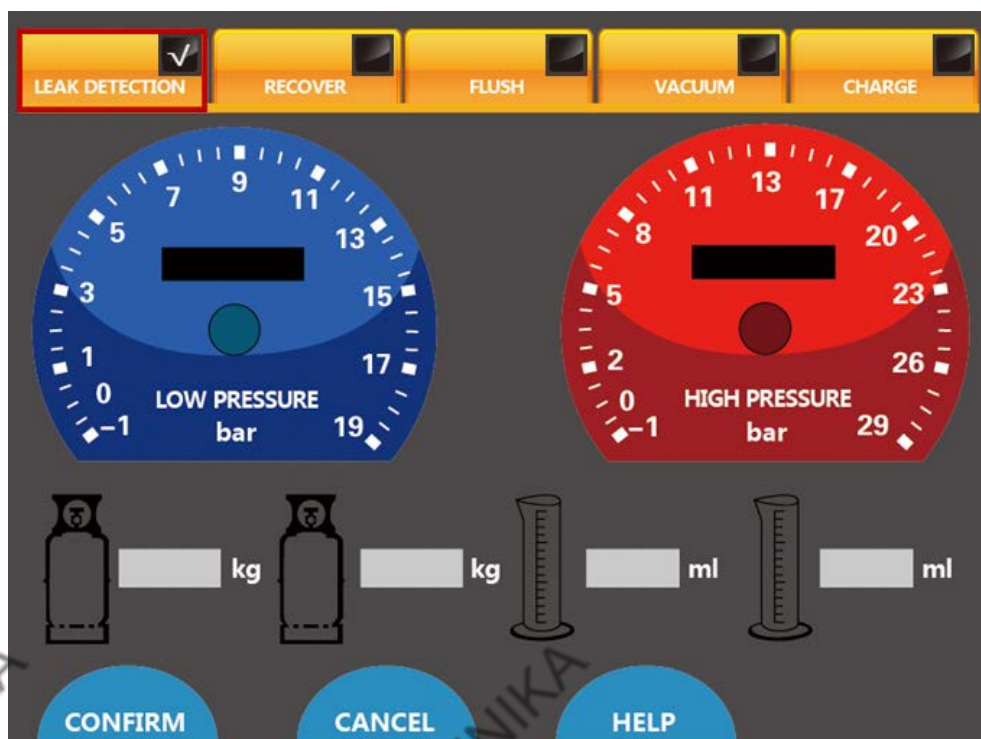 √
LEAK DETECTION
RECOVER
FLUSH
VACUUM
CHARGE
-1
0
1
3
5
7
9
11
13
15
17
19
LOW PRESSURE
bar
-1
0
2
5
8
11
13
17
20
23
26
29
HIGH PRESSURE
bar
kg
kg
ml
ml
CONFIRM
CANCEL
HELP